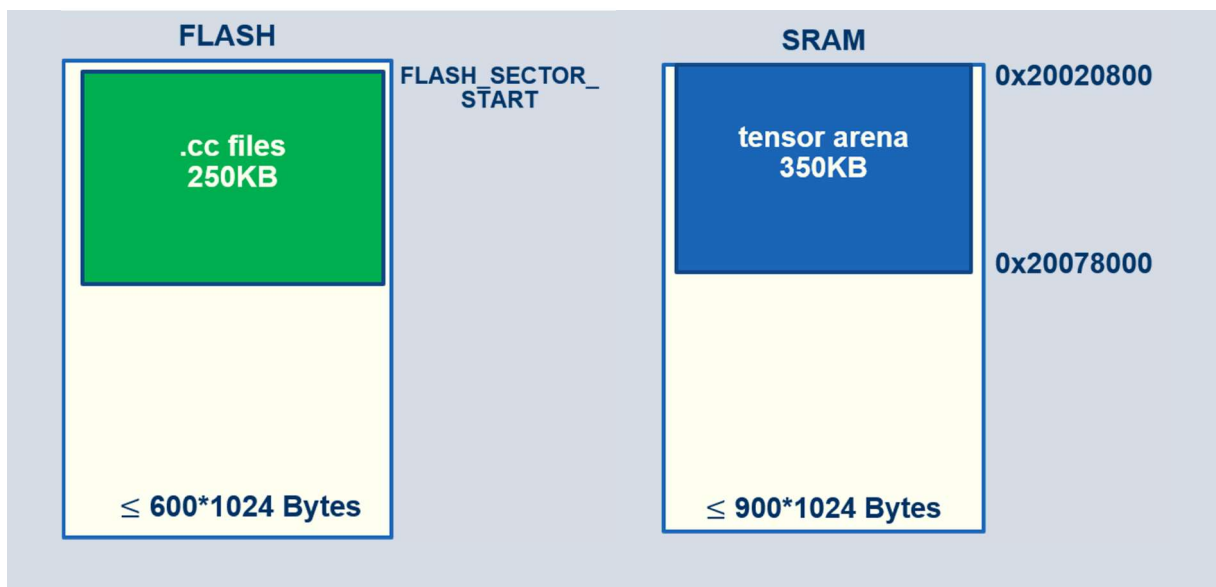 FLASH
FLASH_SECTOR_
START
.cc files
250KB
≤ 600*1024 Bytes
SRAM
0x20020800
tensor arena
350KB
0x20078000
≤ 900*1024 Bytes